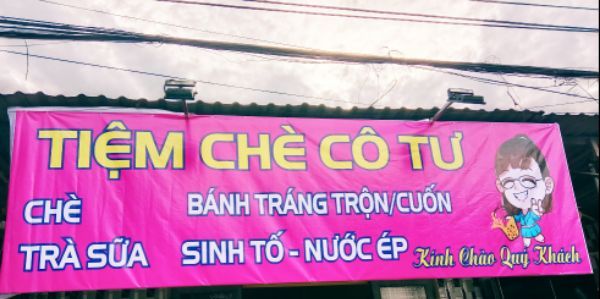 TIỆM CHÈ CÔ TƯ
CHÈ BÁNH TRÁNG TRỘN/CUỐN
TRÀ SỮA SINH TỐ - NƯỚC ÉP
Kính Chào Quý Khách